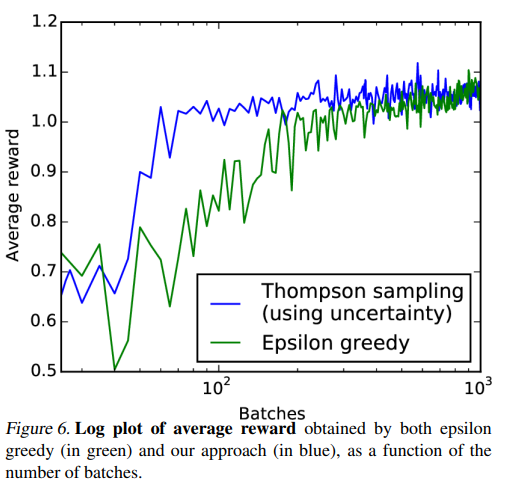 1.2
1.1
1.0
0.9
0.8
0.7
0.6
0.5
Average reward
Thompson sampling
(using uncertainty)
Epsilon greedy
10²
10³
Batches
Figure 6. Log plot of average reward obtained by both epsilon
greedy (in green) and our approach (in blue), as a function of the
number of batches.